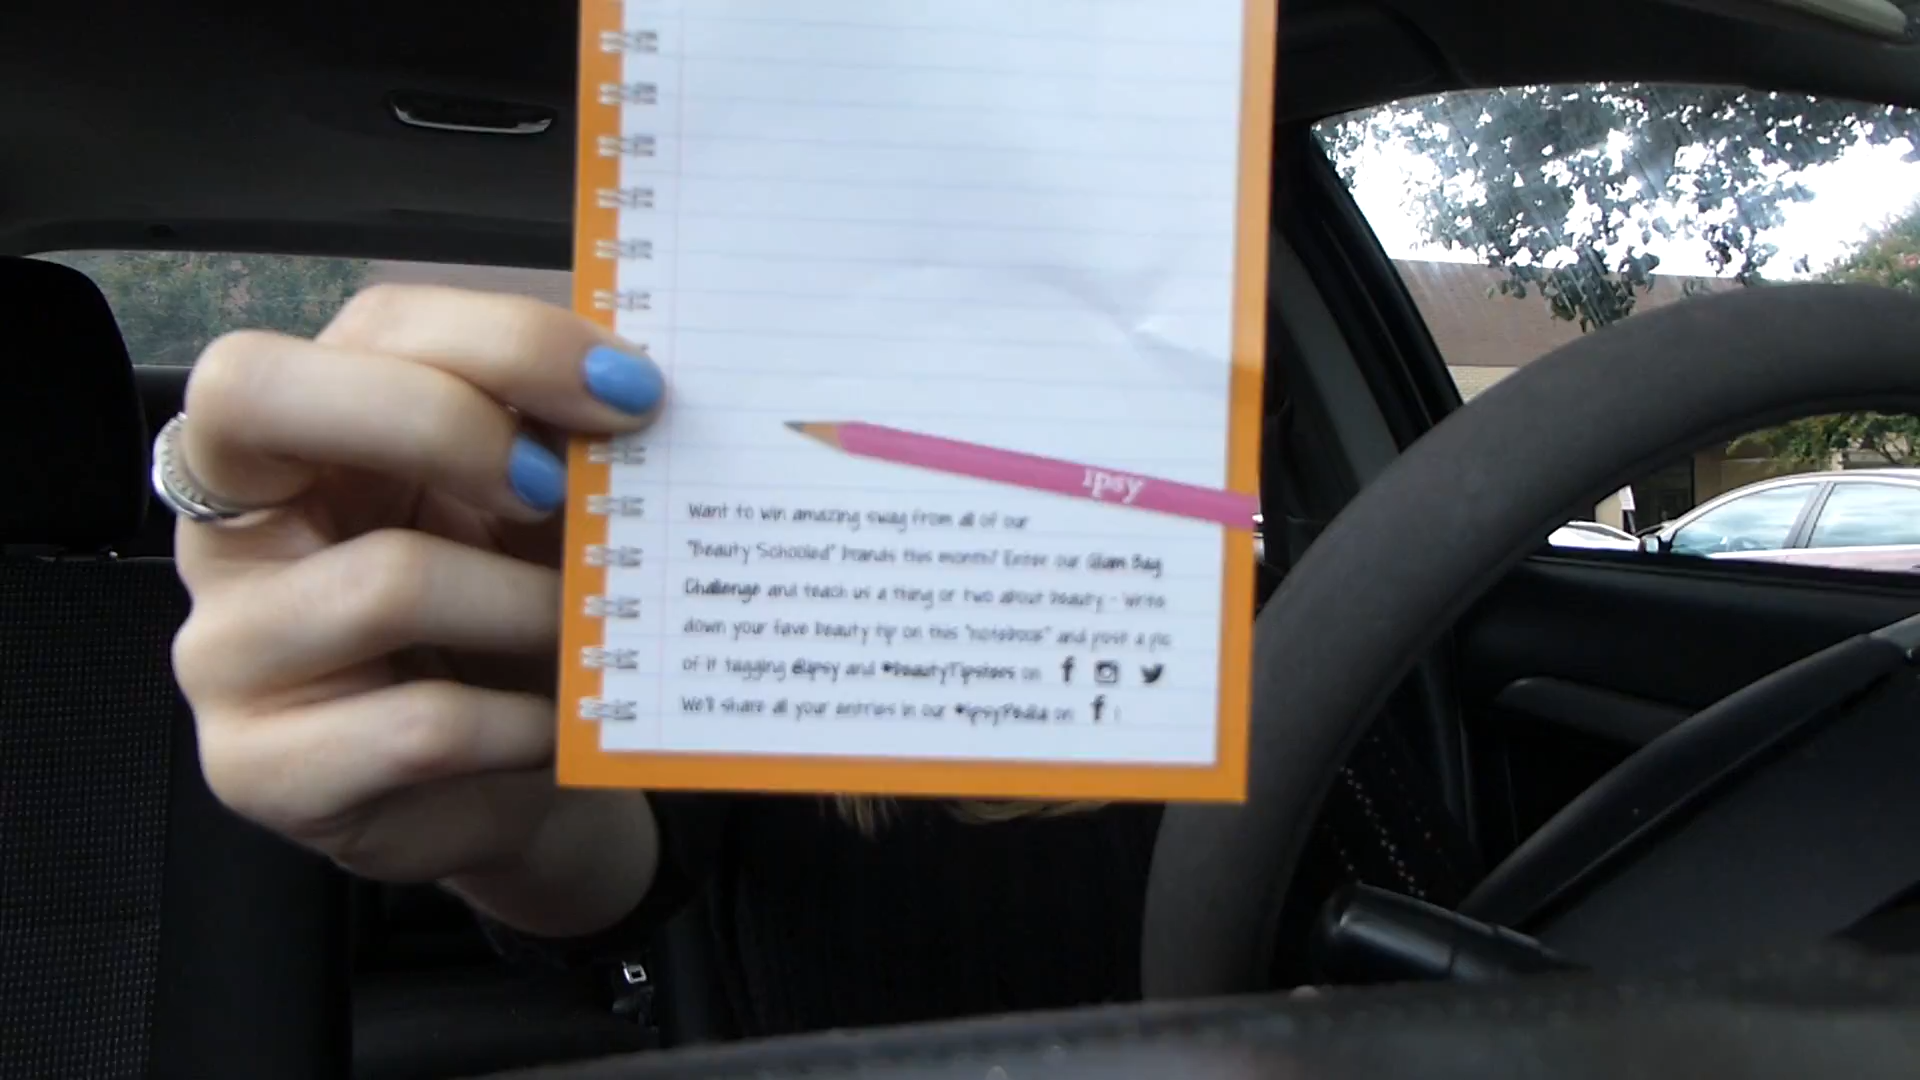 ipsy
Want to win amazing swag from all of our
"Beauty Schooled" brands this month? Enter our Glam Bag
Challenge and teach us a thing or two about beauty - write
down your fave beauty tip on this "notebook" and post a pic
of it tagging @ipsy and #beautyTipsters on
We'll share all your entries in our #ipsyPedia on